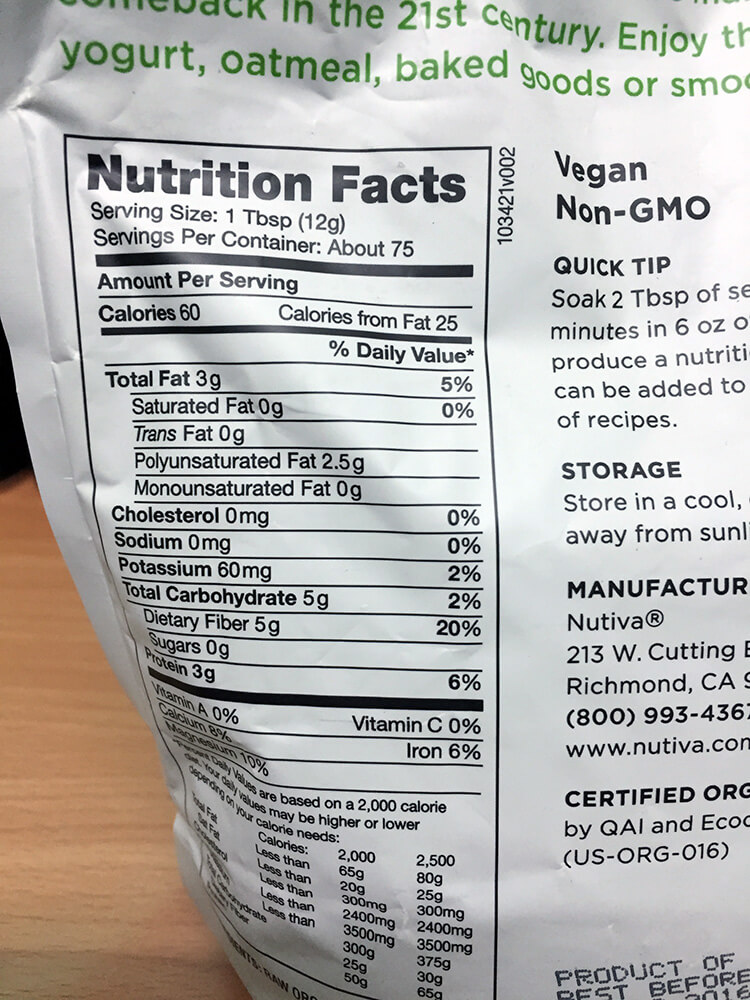 comeback in the 21st century. Enjoy
yogurt, oatmeal, baked goods or
Nutrition Facts
Serving Size: 1 Tbsp (12g)
Servings Per Container: About 75
Amount Per Serving
Calories 60 Calories from Fat 25
% Daily Value*
Total Fat 3g 5%
Saturated Fat 0g 0%
Trans Fat 0g
Polyunsaturated Fat 2.5g
Monounsaturated Fat 0g
Cholesterol 0mg 0%
Sodium 0mg 0%
Potassium 60mg 2%
Total Carbohydrate 5g 2%
Dietary Fiber 5g 20%
Sugars 0g
Protein 3g 6%
Vitamin A 0% Vitamin C 0%
Calcium 8% Iron 6%
Magnesium 10%
*Percent Daily Values are based on a 2,000 calorie
diet. Your daily values may be higher or lower
depending on your calorie needs:
Calories: 2,000 2,500
Total Fat Less than 65g 80g
Sat Fat Less than 20g 25g
Cholesterol Less than 300mg 300mg
Less than 2400mg 2400mg
Less than 3500mg 3500mg
Carbohydrate 300g 375g
25g 30g
50g 65g
RAW
103421v002
Vegan
Non-GMO
QUICK TIP
Soak 2 Tbsp of
minutes in 6 oz
produce a
can be added to
of recipes.
STORAGE
Store in a cool,
away from
MANUFACTUR
Nutiva®
213 W. Cutting
Richmond, CA
(800) 993-436
www.nutiva.com
CERTIFIED ORG
by QAI and
(US-ORG-016)
PRODUCT OF
BEST BEFORE